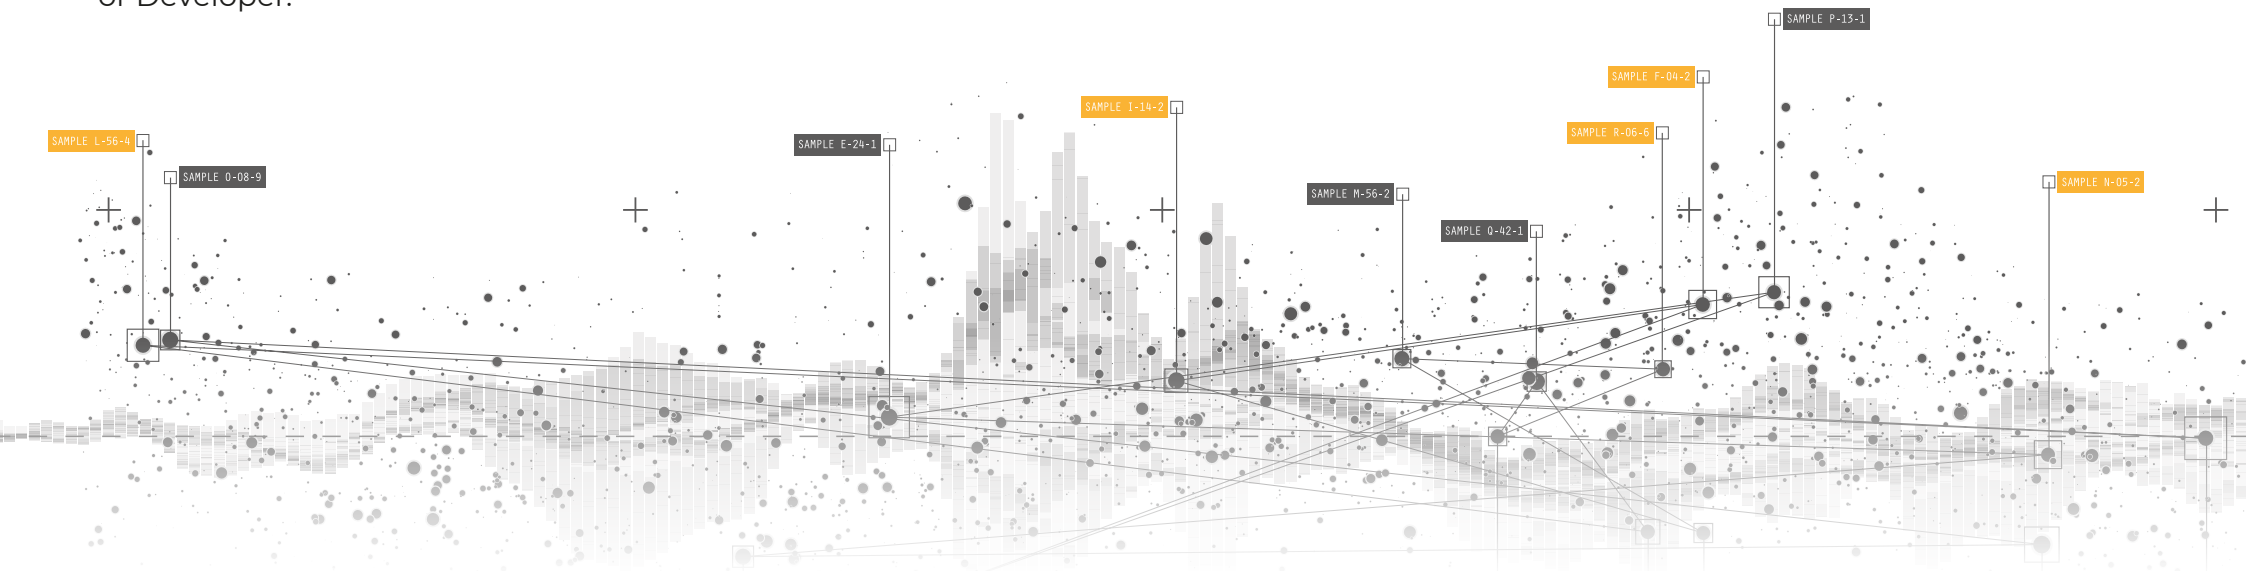 or Developer.
SAMPLE P-13-1
SAMPLE F-04-2
SAMPLE I-14-2
SAMPLE R-06-6
SAMPLE L-56-4
SAMPLE E-24-1
SAMPLE O-08-9
SAMPLE N-05-2
SAMPLE M-56-2
SAMPLE Q-42-1